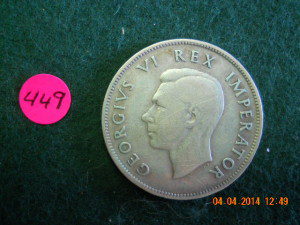 449
GEORGIVS VI REX IMPERATOR
04.04.2014 12:49